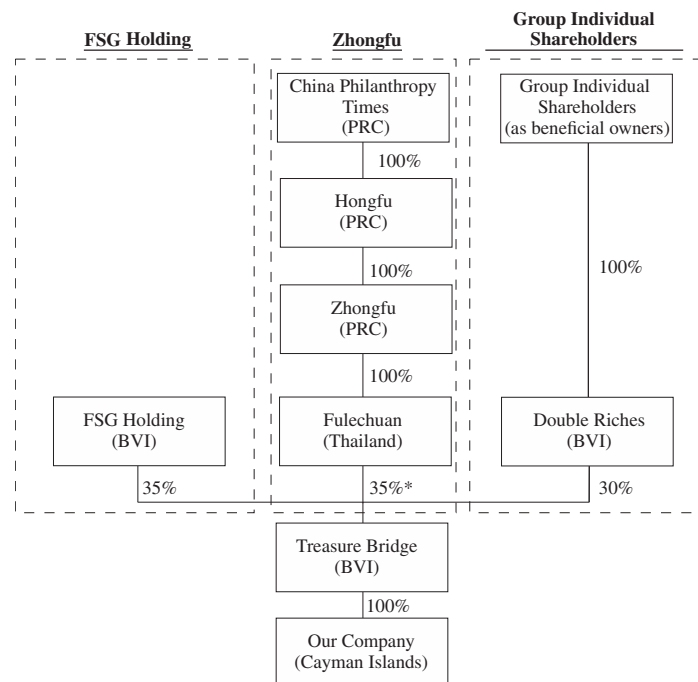 FSG Holding
Zhongfu
Group Individual
Shareholders
China Philanthropy
Times
(PRC)
100%
Hongfu
(PRC)
100%
Zhongfu
(PRC)
100%
Fulechuan
(Thailand)
35%*
Group Individual
Shareholders
(as beneficial owners)
100%
Double Riches
(BVI)
30%
FSG Holding
(BVI)
35%
Treasure Bridge
(BVI)
100%
Our Company
(Cayman Islands)